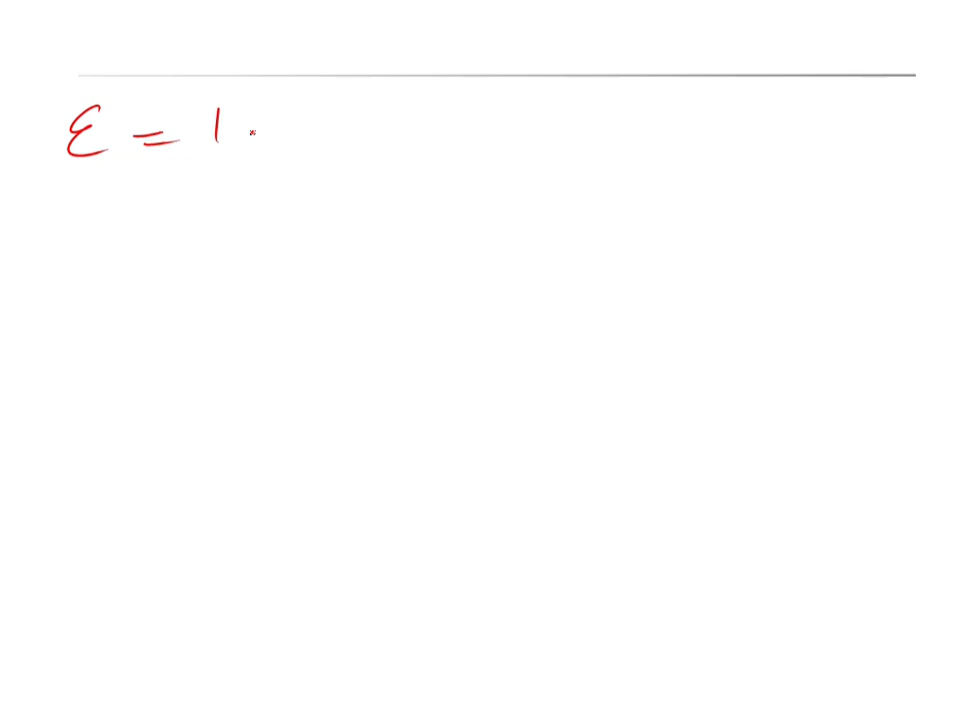 ε = 1